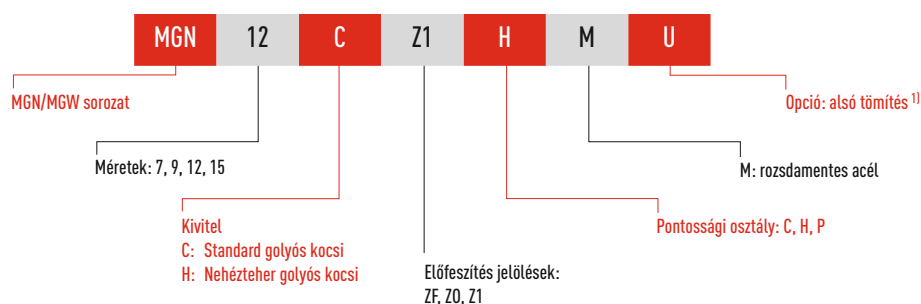 MGN 12 C Z1 H M U
MGN/MGW sorozat
Opció: alsó tömítés 1)
Méretek: 7, 9, 12, 15
M: rozsdamentes acél
Kivitel
C: Standard golyós kocsi
H: Nehézteher golyós kocsi
Pontossági osztály: C, H, P
Előfeszítés jelölések:
ZF, Z0, Z1